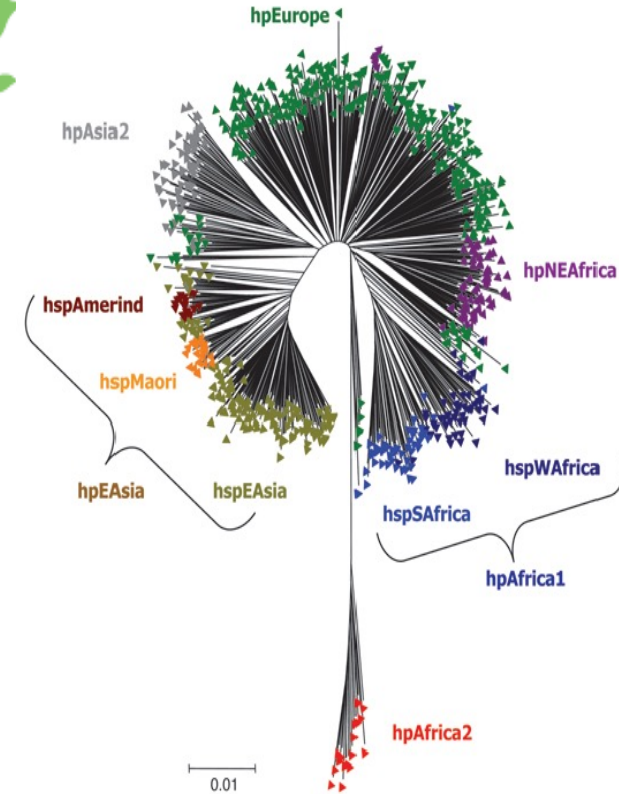 hpEurope
hpAsia2
hpNEAfrica
hspAmerind
hspMaori
hspWAfrica
hpEAsia
hspEAsia
hspSAfrica
hpAfrica1
hpAfrica2
0.01